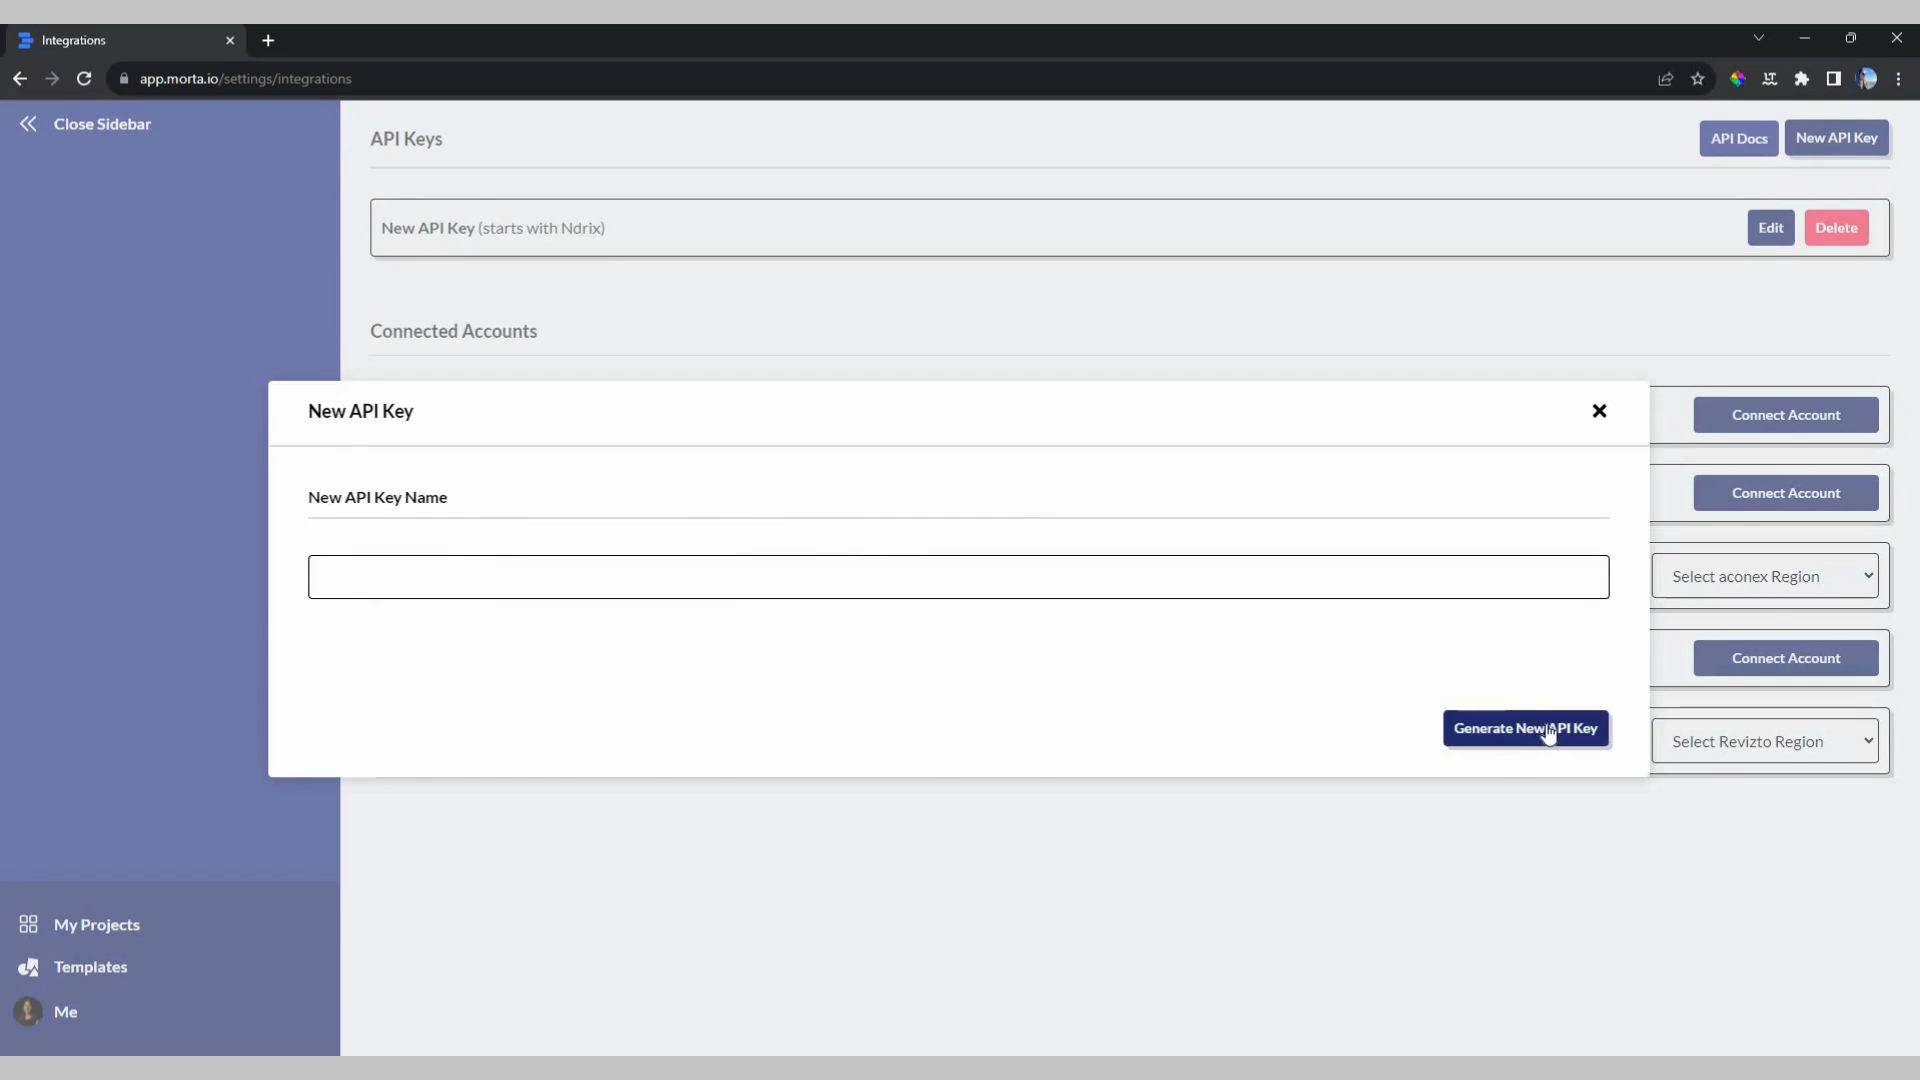 Integrations
app.morta.io/settings/integrations
Close Sidebar
API Keys
API Docs
New API Key
New API Key (starts with Ndrix)
Edit
Delete
Connected Accounts
New API Key
Connect Account
New API Key Name
Connect Account
Select aconex Region
Connect Account
Generate New API Key
Select Revizto Region
My Projects
Templates
Me